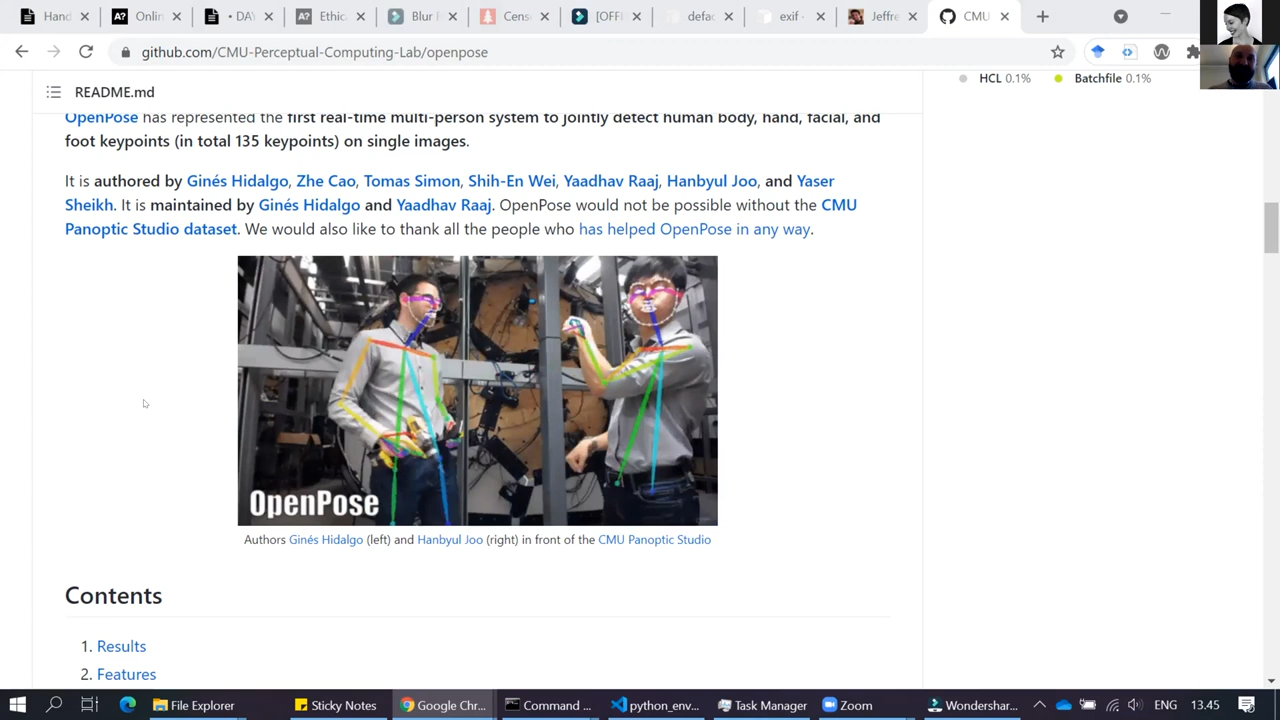 Hand
Onlin
• DAY
Ethic
Blur F
Cens
[OFFI
defac
exif -
Jeffre
CMU
github.com/CMU-Perceptual-Computing-Lab/openpose
HCL 0.1% Batchfile 0.1%
README.md
OpenPose has represented the first real-time multi-person system to jointly detect human body, hand, facial, and
foot keypoints (in total 135 keypoints) on single images.
It is authored by Ginés Hidalgo, Zhe Cao, Tomas Simon, Shih-En Wei, Yaadhav Raaj, Hanbyul Joo, and Yaser
Sheikh. It is maintained by Ginés Hidalgo and Yaadhav Raaj. OpenPose would not be possible without the CMU
Panoptic Studio dataset. We would also like to thank all the people who has helped OpenPose in any way.
OpenPose
Authors Ginés Hidalgo (left) and Hanbyul Joo (right) in front of the CMU Panoptic Studio
Contents
1. Results
2. Features
File Explorer
Sticky Notes
Google Chr...
Command ...
python_env...
Task Manager
Zoom
Wondershar...
ENG
13.45